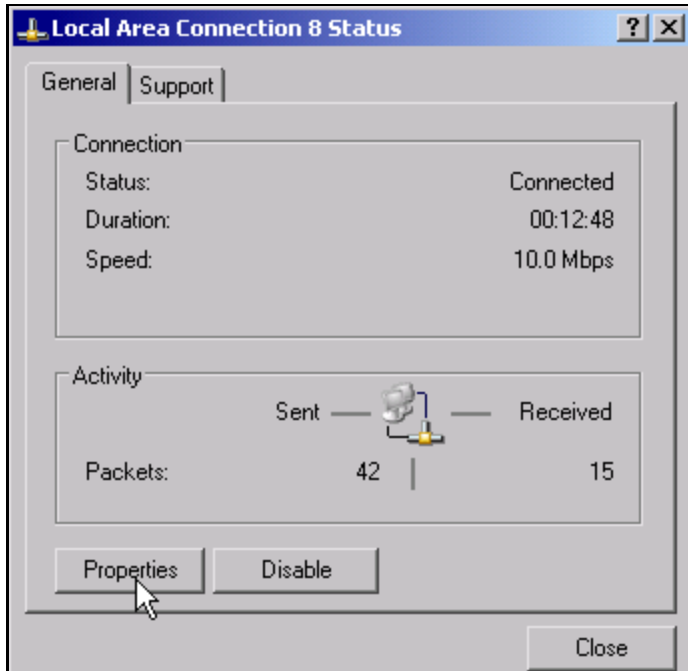 Local Area Connection 8 Status
General Support
Connection
Status: Connected
Duration: 00:12:48
Speed: 10.0 Mbps
Activity
Sent Received
Packets: 42 15
Properties Disable
Close